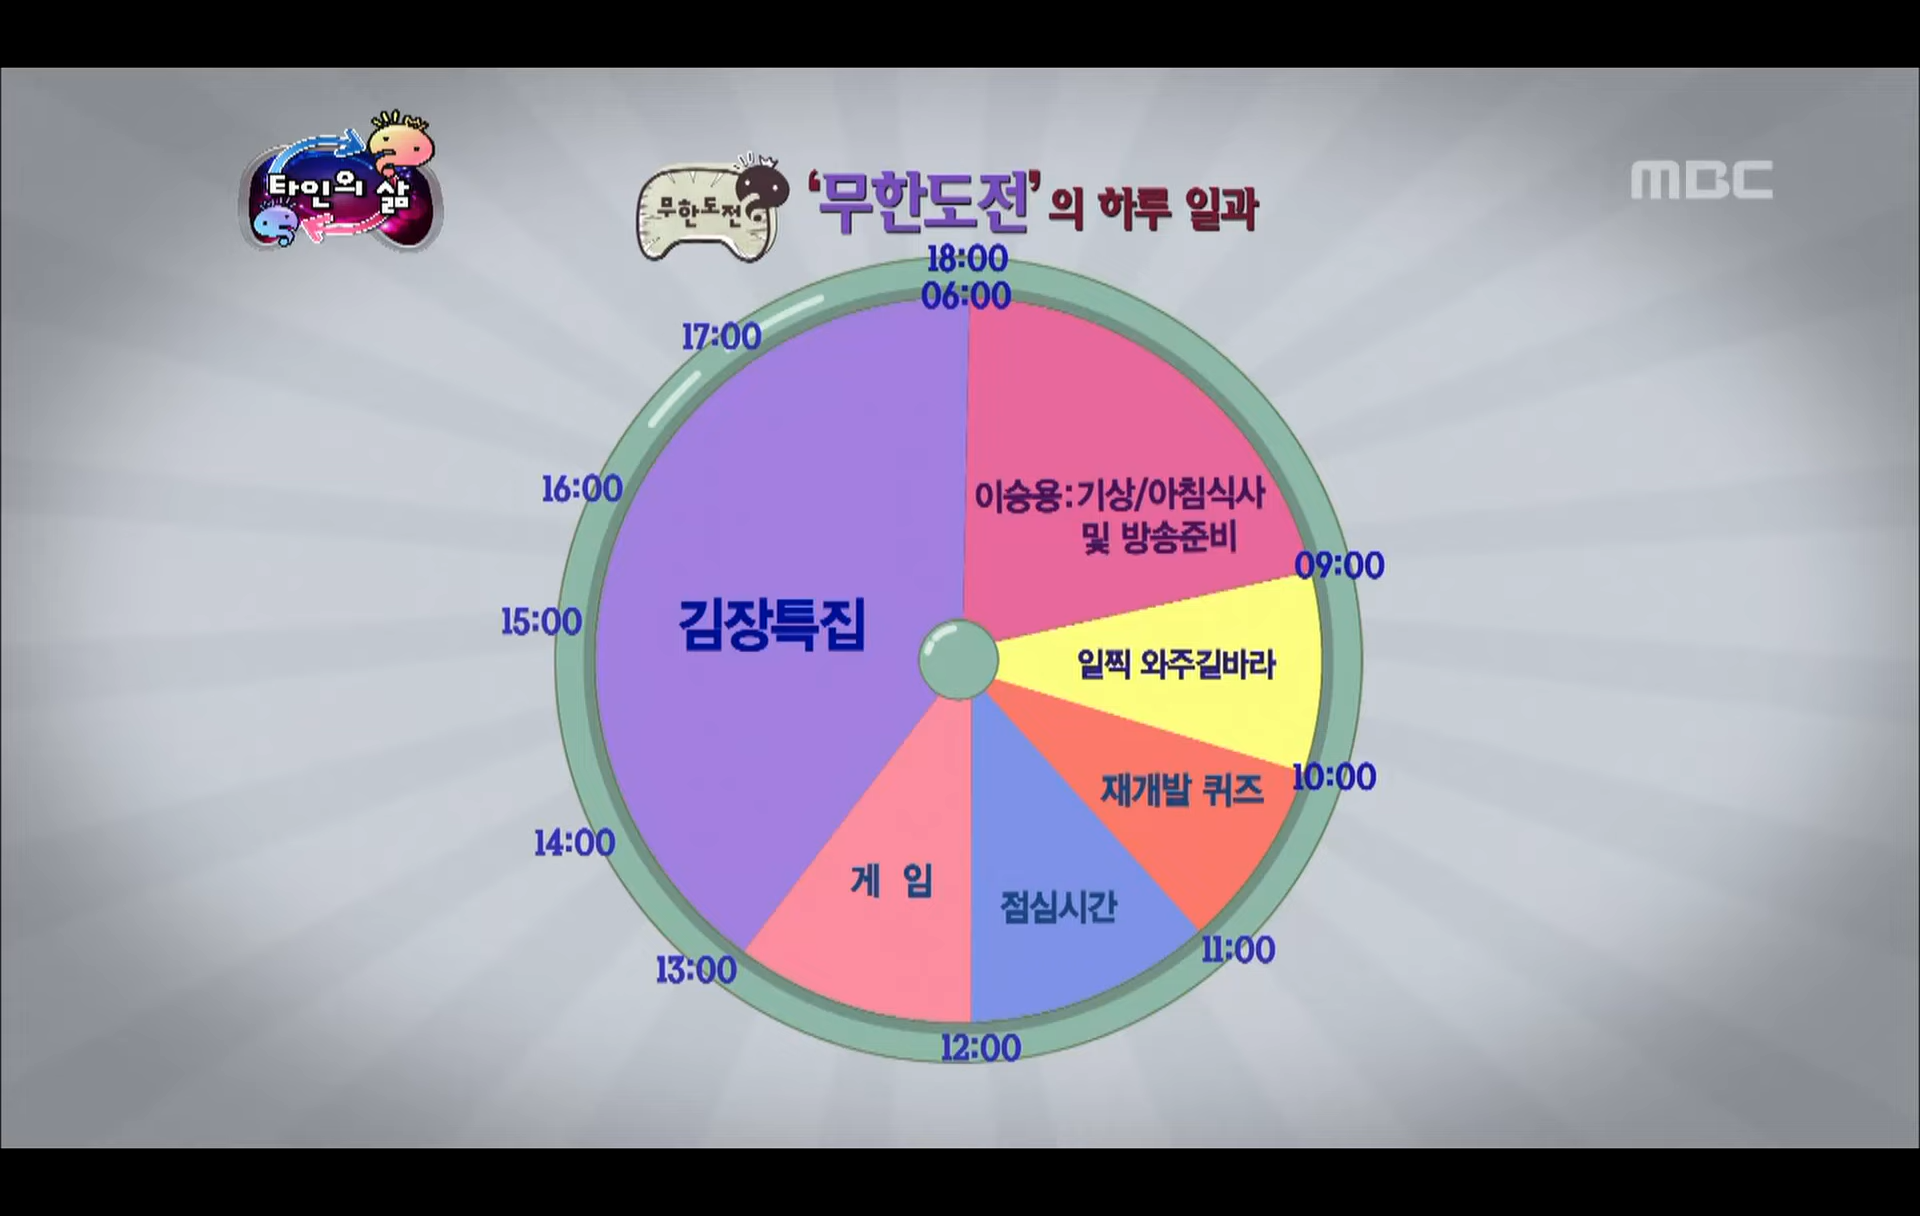 타인의 삶
MBC
무한도전
'무한도전'의 하루 일과
18:00
06:00
17:00
16:00
이승용:기상/아침식사
및 방송준비
09:00
15:00
김장특집
일찍 와주길바라
재개발 퀴즈
10:00
14:00
게 임
점심시간
11:00
13:00
12:00